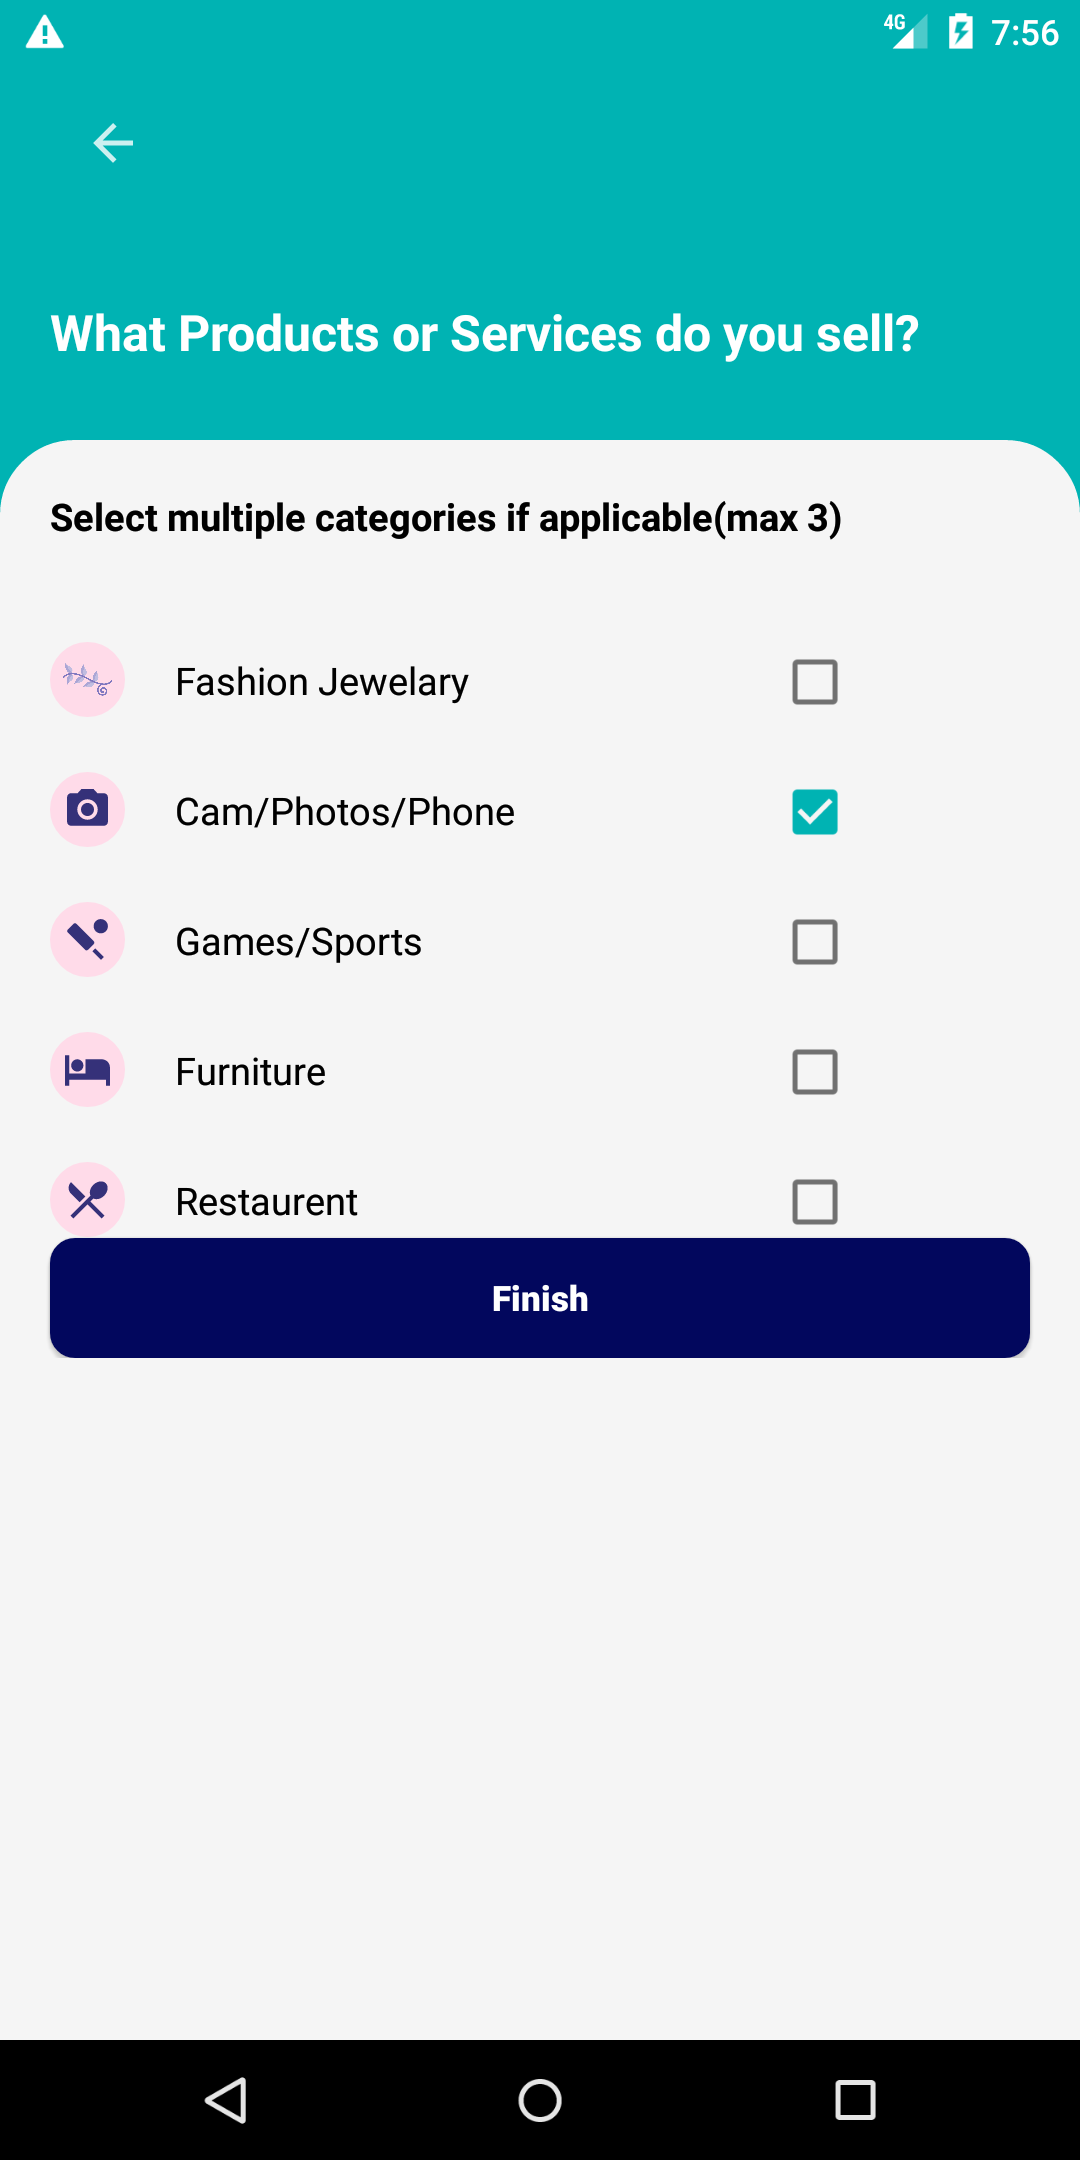 4G 7:56
What Products or Services do you sell?
Select multiple categories if applicable(max 3)
Fashion Jewelary
Cam/Photos/Phone
Games/Sports
Furniture
Restaurent
Finish